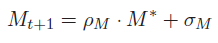 M_{t+1} = ρ_M · M* + σ_M